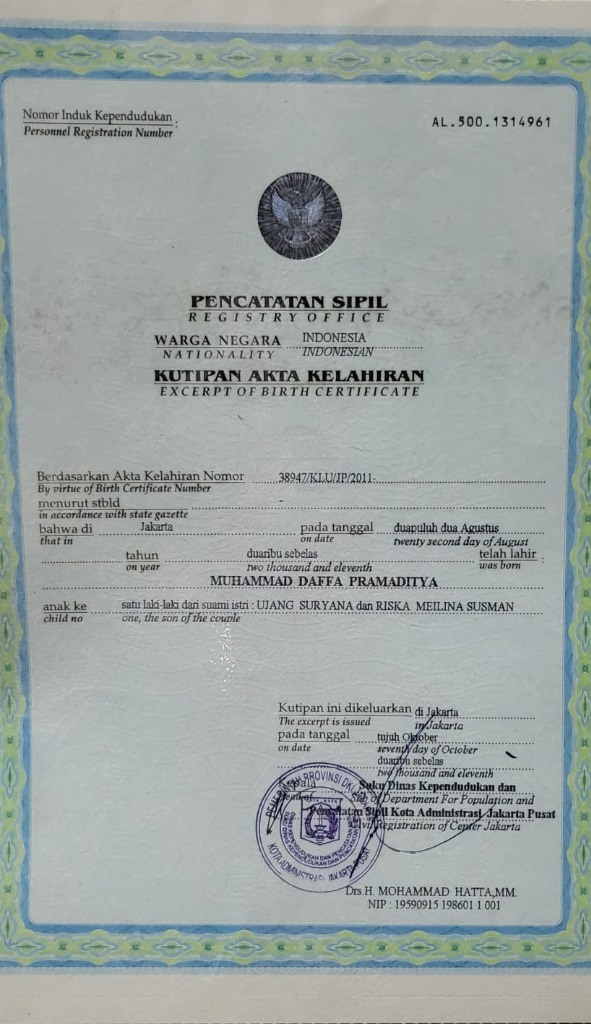 Nomor Induk Kependudukan :
Personnel Registration Number
AL.500.1314961
PENCATATAN SIPIL
REGISTRY OFFICE
WARGA NEGARA INDONESIA
NATIONALITY INDONESIAN
KUTIPAN AKTA KELAHIRAN
EXCERPT OF BIRTH CERTIFICATE
Berdasarkan Akta Kelahiran Nomor 38947/KLU/JP/2011-
By virtue of Birth Certificate Number
menurut stbld -
in accordance with state gazette
bahwa di Jakarta pada tanggal duapuluh dua Agustus
that in on date twenty second day of August
tahun duaribu sebelas telah lahir :
on year two thousand and eleventh was born
MUHAMMAD DAFFA PRAMADITYA
anak ke satu laki-laki dari suami istri : UJANG SURYANA dan RISKA MEILINA SUSMAN
child no one, the son of the couple
Kutipan ini dikeluarkan di Jakarta
The excerpt is issued in Jakarta
pada tanggal tujuh Oktober
on date seventh day of October
duaribu sebelas
two thousand and eleventh
Suku Dinas Kependudukan dan
of Department For Population and
Sipil Kota Administrasi Jakarta Pusat
Registration of Center Jakarta
PROVINSI DKI
KOTA ADMINISTRASI JAKARTA PUSAT
Drs.H. MOHAMMAD HATTA,MM.
NIP : 19590915 198601 1 001